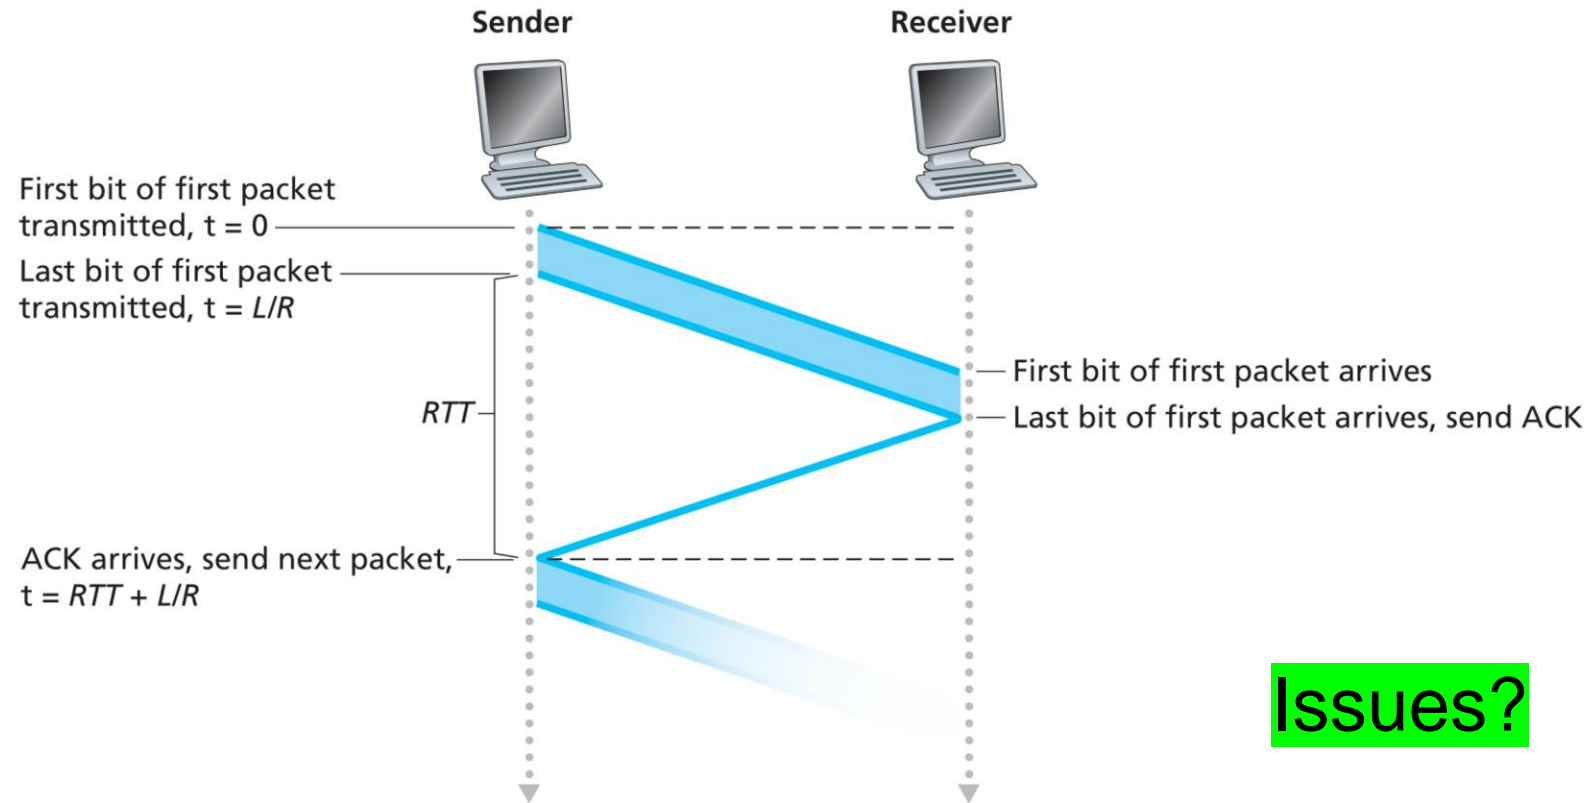 Sender
Receiver
First bit of first packet
transmitted, t = 0
Last bit of first packet
transmitted, t = L/R
First bit of first packet arrives
RTT
Last bit of first packet arrives, send ACK
ACK arrives, send next packet,
t = RTT + L/R
Issues?